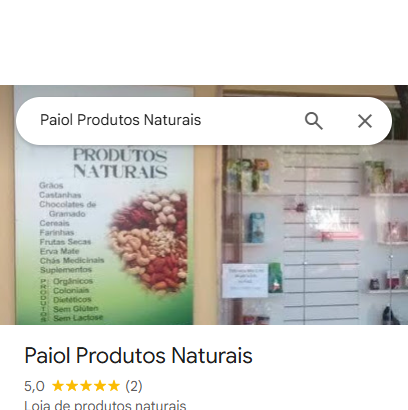 Paiol Produtos Naturais
PRODUTOS
NATURAIS
Grãos
Castanhas
Chocolates de
Gramado
Cereais
Farinhas
Frutas Secas
Erva Mate
Chás Medicinais
Suplementos
PRODUTOS
Orgânicos
Coloniais
Dietéticos
Sem Glúten
Sem Lactose
Paiol Produtos Naturais
5,0 ★★★★★ (2)
Loja de produtos naturais